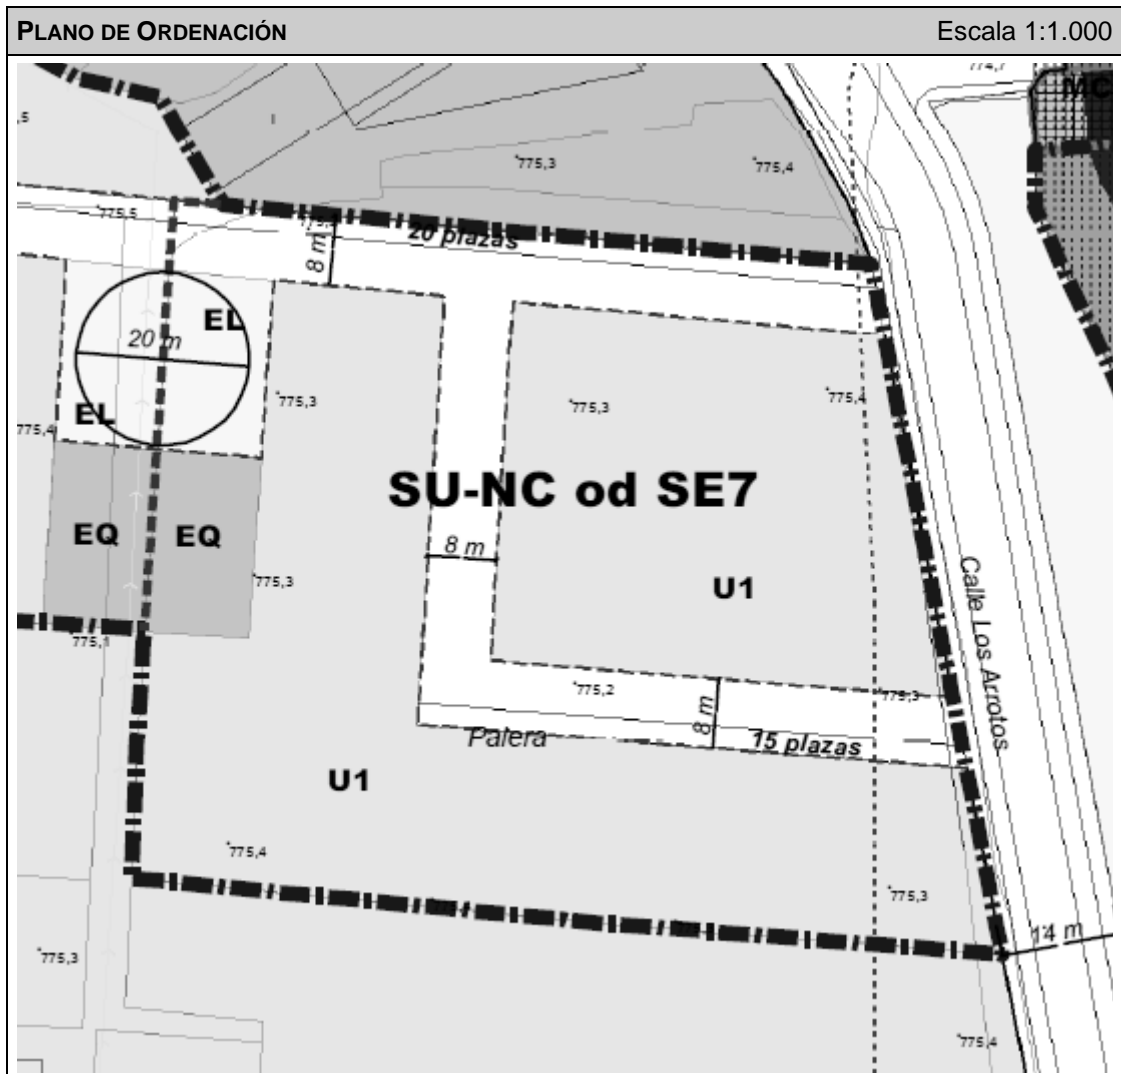 PLANO DE ORDENACIÓN
Escala 1:1.000
774,7
MC
,5
775,3
775,4
775,5
20 plazas
8 m
EL
20 m
775,3
775,3
775,4
EL
775,4
SU-NC od SE7
EQ
EQ
8 m
775,3
U1
Calle Los Arrotos
775,1
775,2
775,3
8 m
Palera
15 plazas
U1
775,4
775,3
14 m
775,3
775,4